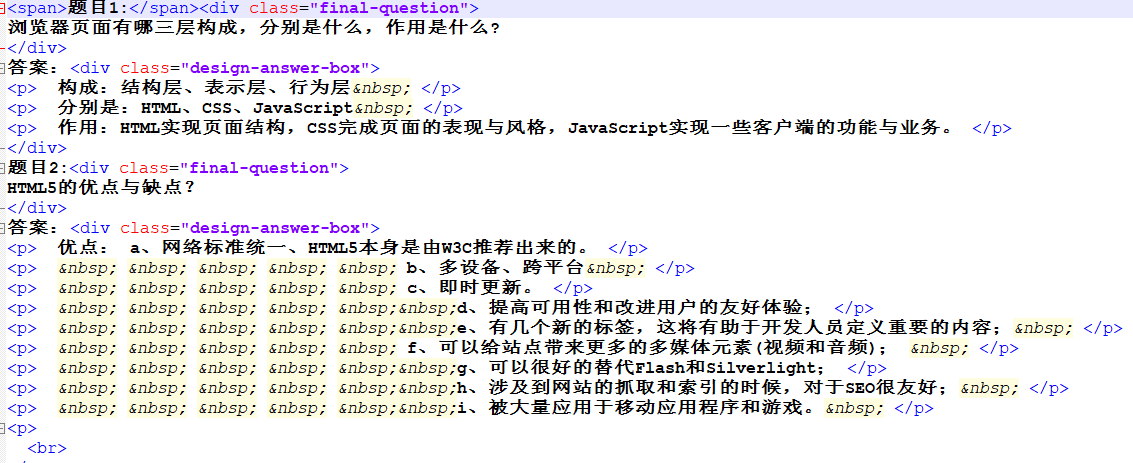 <span>题目1:</span><div class="final-question">
浏览器页面有哪三层构成，分别是什么，作用是什么?
</div>
答案：<div class="design-answer-box">
<p>  构成：结构层、表示层、行为层&nbsp; </p>
<p>  分别是：HTML、CSS、JavaScript&nbsp; </p>
<p>  作用：HTML实现页面结构，CSS完成页面的表现与风格，JavaScript实现一些客户端的功能与业务。 </p>
</div>
题目2:<div class="final-question">
HTML5的优点与缺点？
</div>
答案：<div class="design-answer-box">
<p>  优点： a、网络标准统一、HTML5本身是由W3C推荐出来的。 </p>
<p>  &nbsp; &nbsp; &nbsp; &nbsp; &nbsp; b、多设备、跨平台&nbsp; </p>
<p>  &nbsp; &nbsp; &nbsp; &nbsp; &nbsp; c、即时更新。 </p>
<p>  &nbsp; &nbsp; &nbsp; &nbsp; &nbsp;&nbsp;d、提高可用性和改进用户的友好体验； </p>
<p>  &nbsp; &nbsp; &nbsp; &nbsp; &nbsp;&nbsp;e、有几个新的标签，这将有助于开发人员定义重要的内容；&nbsp; </p>
<p>  &nbsp; &nbsp; &nbsp; &nbsp; &nbsp; f、可以给站点带来更多的多媒体元素(视频和音频)； &nbsp; </p>
<p>  &nbsp; &nbsp; &nbsp; &nbsp; &nbsp;&nbsp;g、可以很好的替代Flash和Silverlight； </p>
<p>  &nbsp; &nbsp; &nbsp; &nbsp; &nbsp;&nbsp;h、涉及到网站的抓取和索引的时候，对于SEO很友好；&nbsp; </p>
<p>  &nbsp; &nbsp; &nbsp; &nbsp; &nbsp;&nbsp;i、被大量应用于移动应用程序和游戏。&nbsp; </p>
<p>
<br>